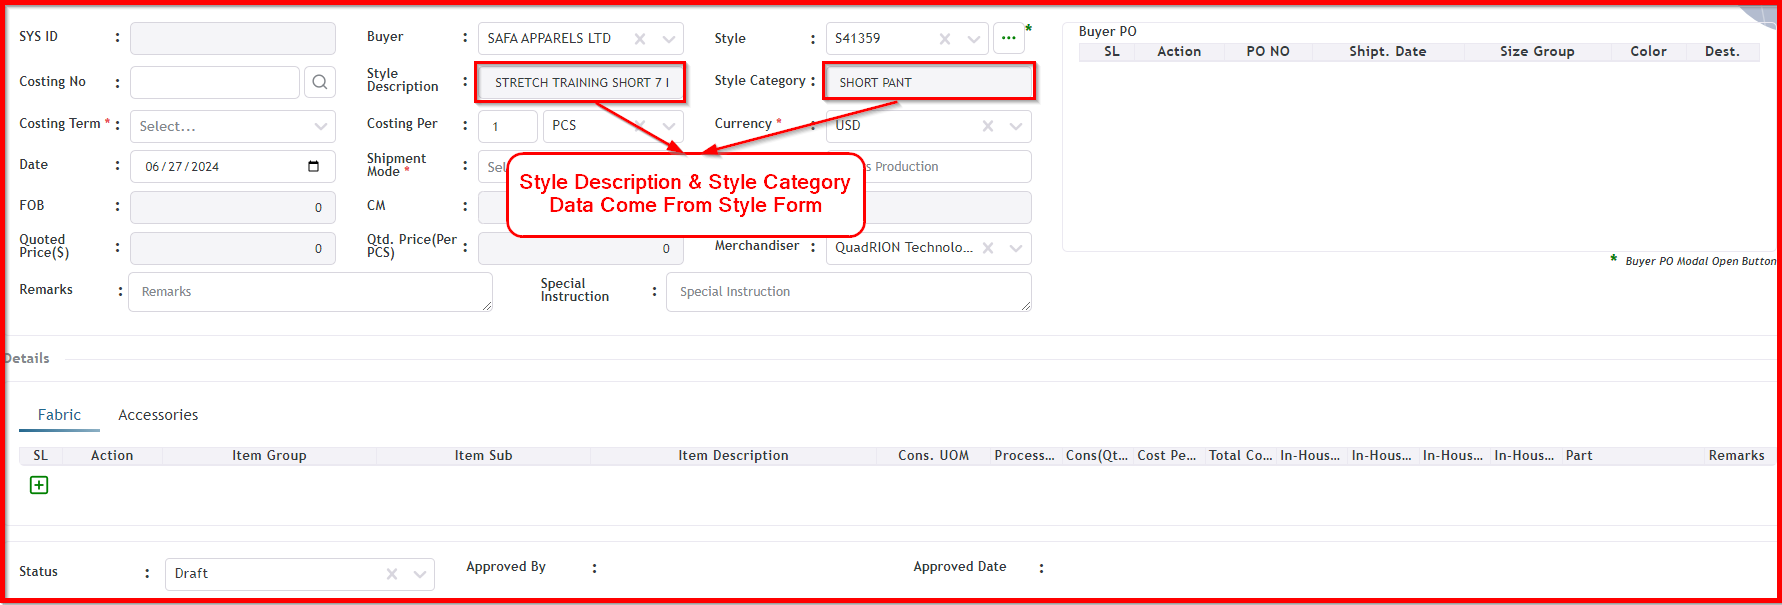 SYS ID :
Buyer : SAFA APPARELS LTD
Style : S41359 ... *
Buyer PO
SL Action PO NO Shipt. Date Size Group Color Dest.
Costing No :
Style Description : STRETCH TRAINING SHORT 7 I
Style Category : SHORT PANT
Costing Term * : Select...
Costing Per : 1 PCS
Currency * : USD
Date : 06/27/2024
Shipment Mode * :
Production
Style Description & Style Category
Data Come From Style Form
FOB : 0
CM :
Quoted Price($) : 0
Qtd. Price(Per PCS) : 0
Merchandiser : QuadRION Technolo...
* Buyer PO Modal Open Button
Remarks : Remarks
Special Instruction : Special Instruction
Details
Fabric Accessories
SL Action Item Group Item Sub Item Description Cons. UOM Process... Cons(Qt... Cost Pe... Total Co... In-Hous... In-Hous... In-Hous... In-Hous... Part Remarks
Status : Draft
Approved By :
Approved Date :